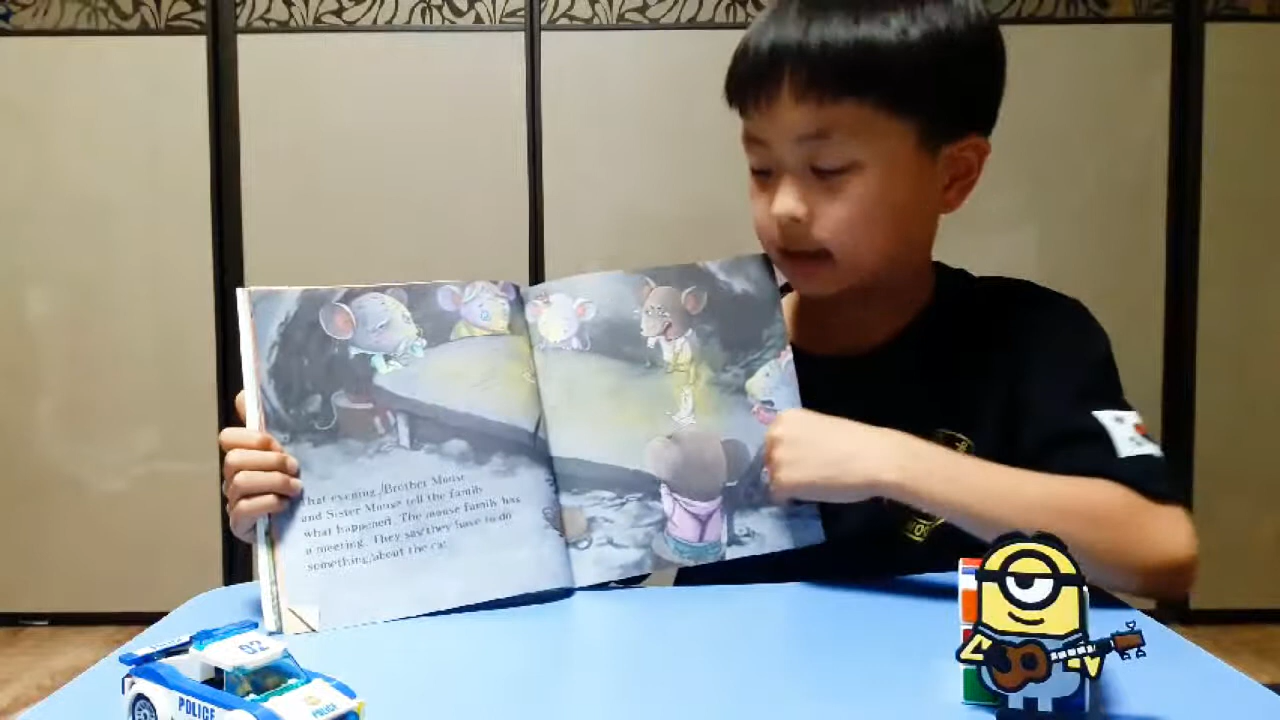 That evening, Brother Mouse
and Sister Mouse tell the family
what happened. The mouse family has
a meeting. They say they have to do
something about the cat.
02
POLICE
POLICE